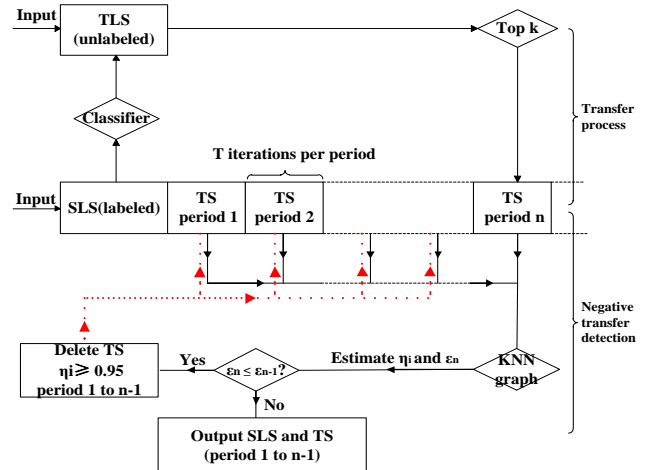 Input
TLS
(unlabeled)
Top k
Classifier
Transfer
process
T iterations per period
Input
SLS(labeled)
TS
period 1
TS
period 2
TS
period n
Negative
transfer
detection
Delete TS
ηi≥ 0.95
period 1 to n-1
Yes
εn ≤ εn-1?
Estimate ηi and εn
KNN
graph
No
Output SLS and TS
(period 1 to n-1)